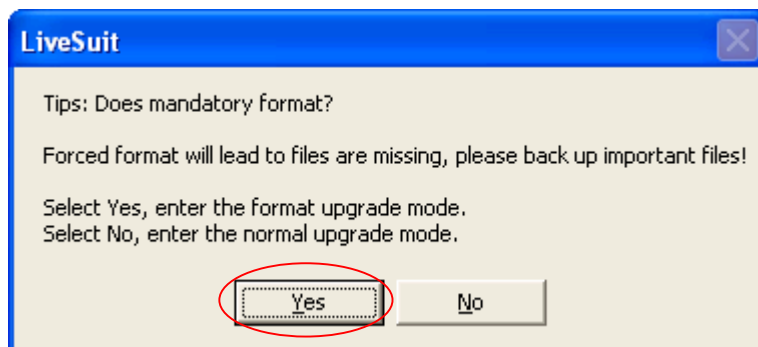 LiveSuit
Tips: Does mandatory format?
Forced format will lead to files are missing, please back up important files!
Select Yes, enter the format upgrade mode.
Select No, enter the normal upgrade mode.
Yes
No